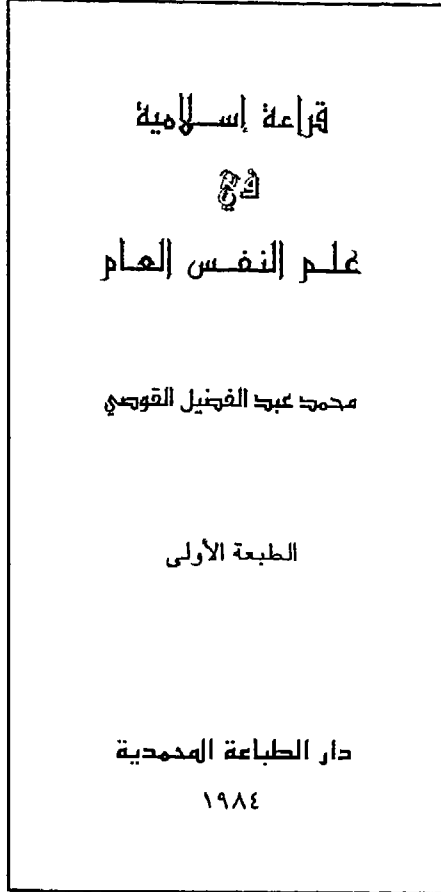 قراءة إسلامية
في
علم النفس العام
محمد عبد الفضيل القوصي
الطبعة الأولى
دار الطباعة المحمدية
١٩٨٤